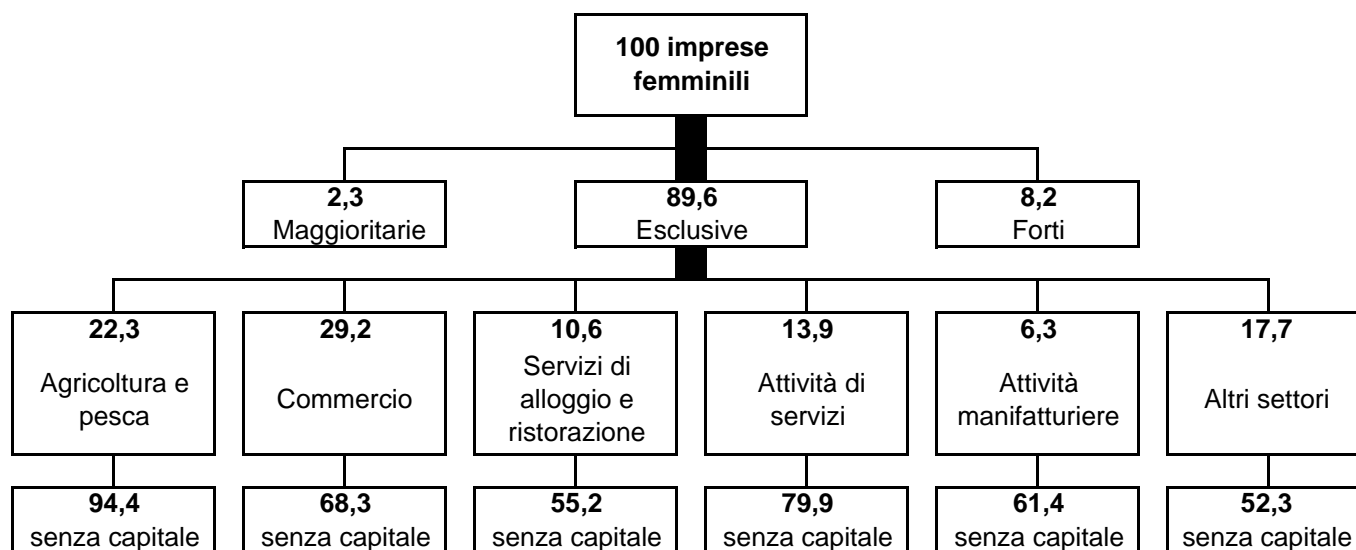 100 imprese
femminili
2,3
Maggioritarie
89,6
Esclusive
8,2
Forti
22,3
Agricoltura e
pesca
29,2
Commercio
10,6
Servizi di
alloggio e
ristorazione
13,9
Attività di
servizi
6,3
Attività
manifatturiere
17,7
Altri settori
94,4
senza capitale
68,3
senza capitale
55,2
senza capitale
79,9
senza capitale
61,4
senza capitale
52,3
senza capitale